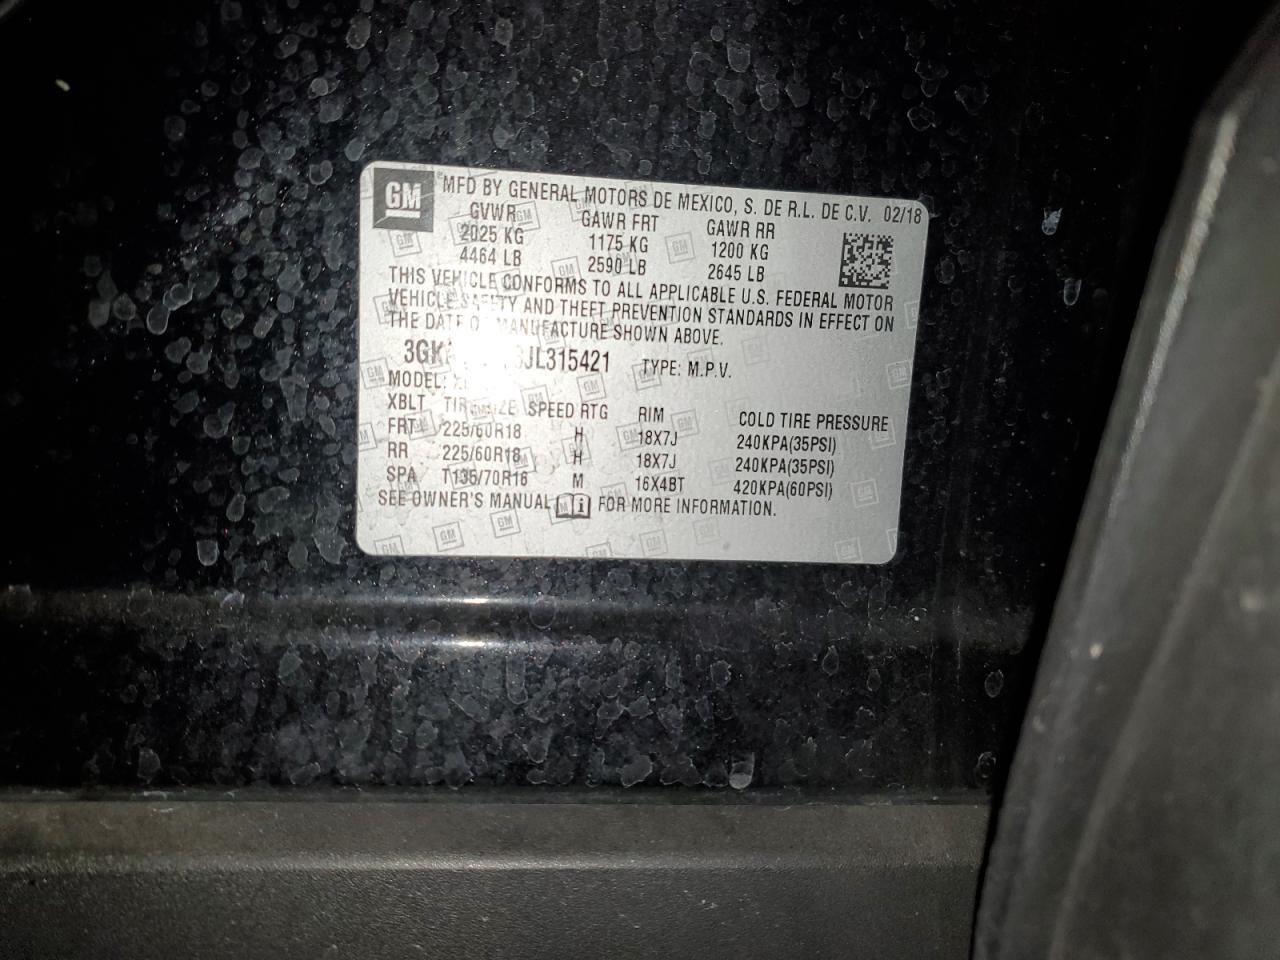 GM MFD BY GENERAL MOTORS DE MEXICO, S. DE R.L. DE C.V. 02/18
GVWR GAWR FRT GAWR RR
2025 KG 1175 KG 1200 KG
4464 LB 2590 LB 2645 LB
THIS VEHICLE CONFORMS TO ALL APPLICABLE U.S. FEDERAL MOTOR
VEHICLE SAFETY AND THEFT PREVENTION STANDARDS IN EFFECT ON
THE DATE OF MANUFACTURE SHOWN ABOVE.
TYPE: M.P.V.
MODEL:
XBLT TIRE SIZE SPEED RTG RIM COLD TIRE PRESSURE
FRT 225/60R18 H 18X7J 240KPA(35PSI)
RR 225/60R18 H 18X7J 240KPA(35PSI)
SPA T135/70R16 M 16X4BT 420KPA(60PSI)
SEE OWNER'S MANUAL FOR MORE INFORMATION.